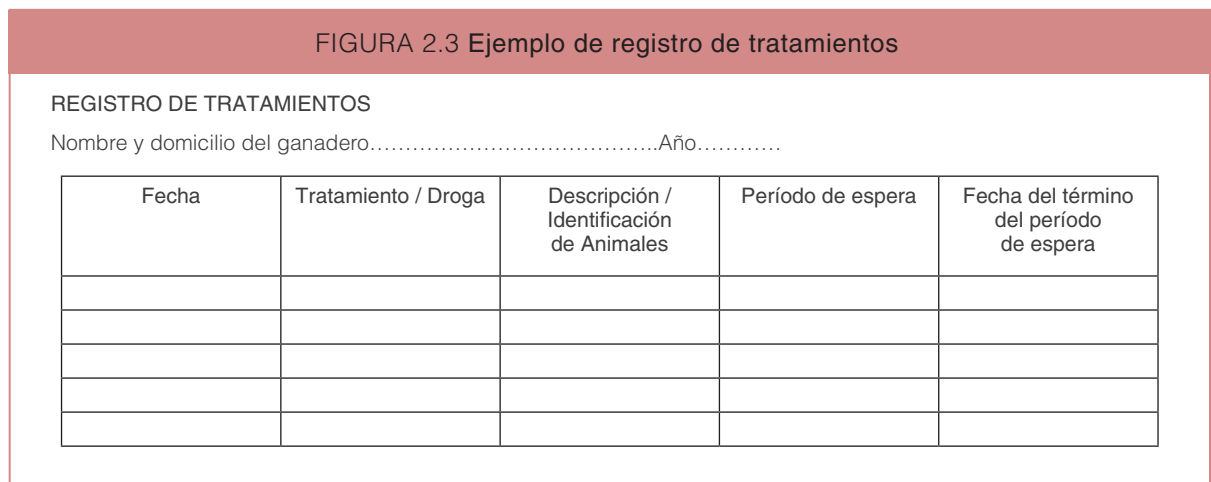 FIGURA 2.3 Ejemplo de registro de tratamientos
REGISTRO DE TRATAMIENTOS
Nombre y domicilio del ganadero…………………………………..Año…………
Fecha
Tratamiento / Droga
Descripción /
Identificación
de Animales
Período de espera
Fecha del término
del período
de espera